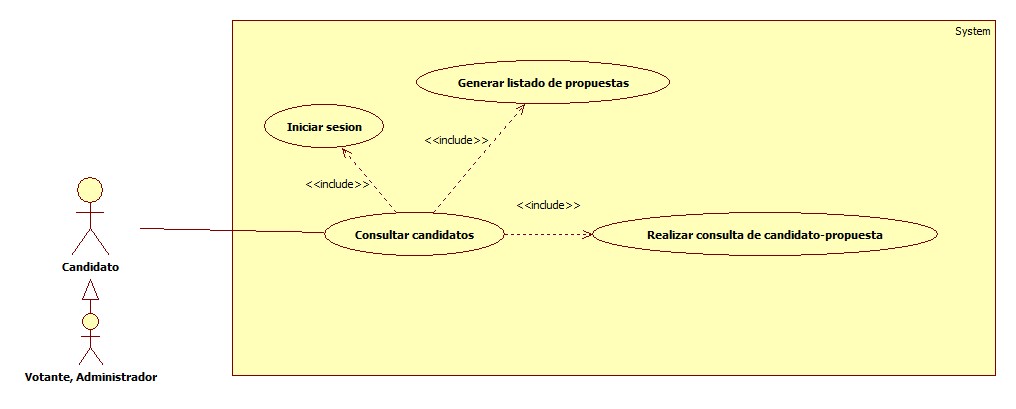 System
Generar listado de propuestas
Iniciar sesion
<<include>>
<<include>>
<<include>>
Consultar candidatos
Realizar consulta de candidato-propuesta
Candidato
Votante, Administrador